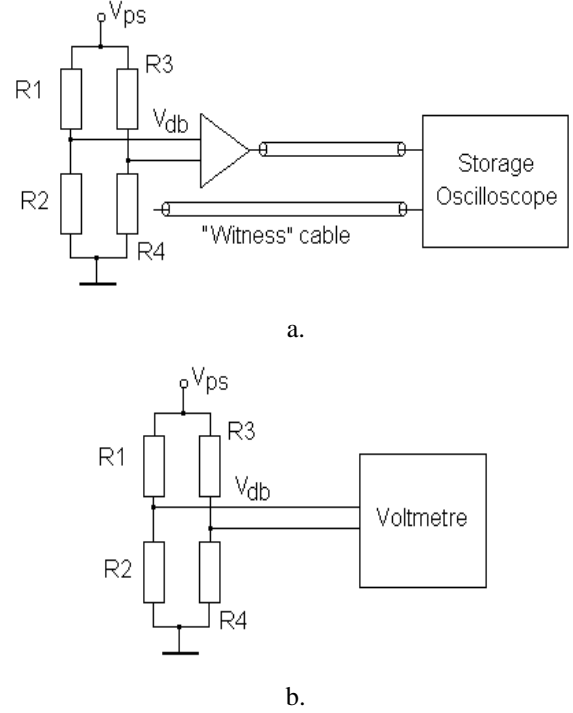 Vps
R1
R3
Vdb
R2
R4
"Witness" cable
Storage
Oscilloscope
a.
Vps
R1
R3
Vdb
R2
R4
Voltmetre
b.